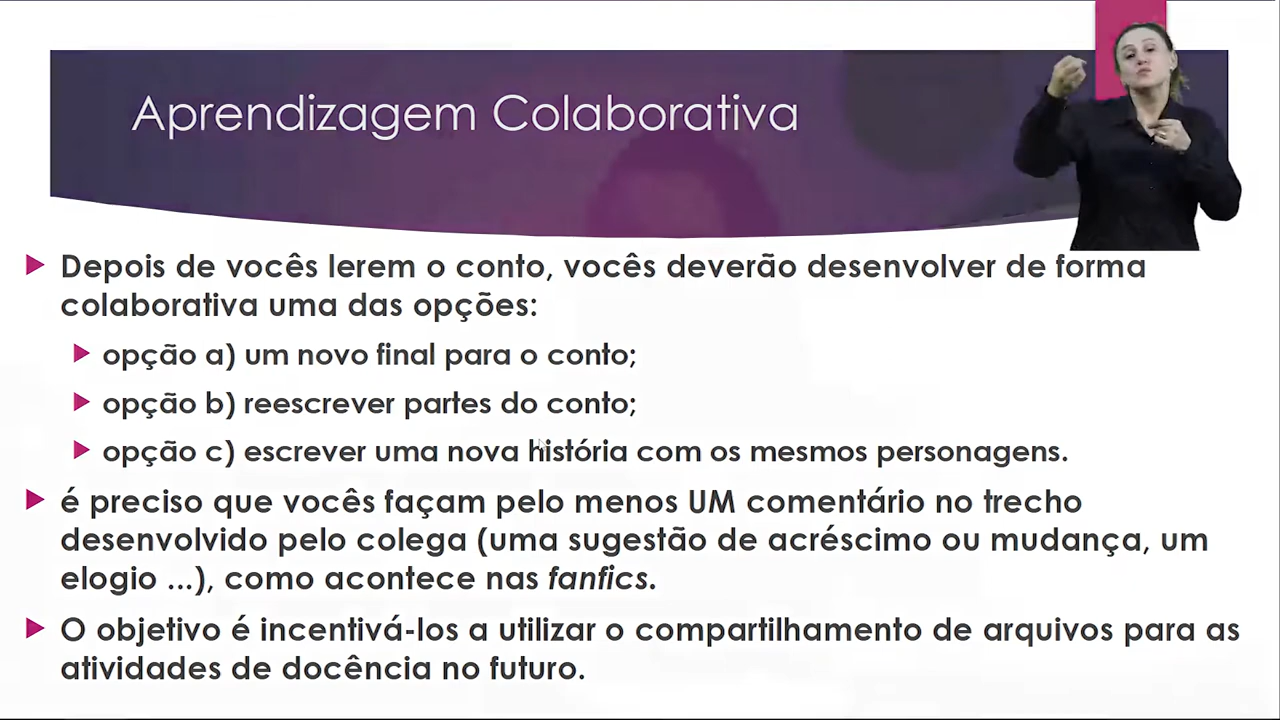 Aprendizagem Colaborativa
Depois de vocês lerem o conto, vocês deverão desenvolver de forma
colaborativa uma das opções:
opção a) um novo final para o conto;
opção b) reescrever partes do conto;
opção c) escrever uma nova história com os mesmos personagens.
é preciso que vocês façam pelo menos UM comentário no trecho
desenvolvido pelo colega (uma sugestão de acréscimo ou mudança, um
elogio ...), como acontece nas fanfics.
O objetivo é incentivá-los a utilizar o compartilhamento de arquivos para as
atividades de docência no futuro.